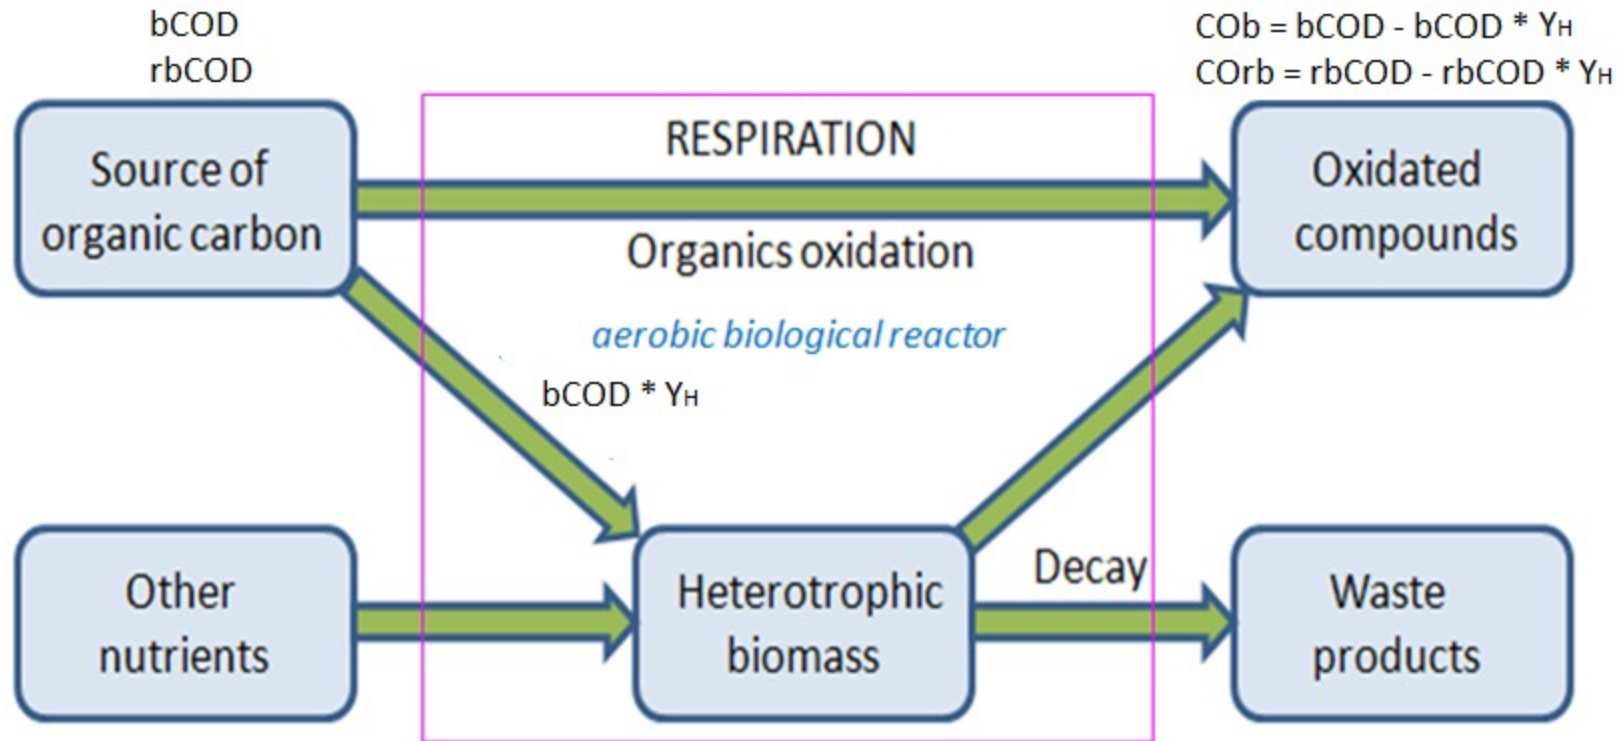 bCOD
rbCOD
COb = bCOD - bCOD * YH
COrb = rbCOD - rbCOD * YH
RESPIRATION
Source of
organic carbon
Oxidated
compounds
Organics oxidation
aerobic biological reactor
bCOD * YH
Decay
Other
nutrients
Heterotrophic
biomass
Waste
products